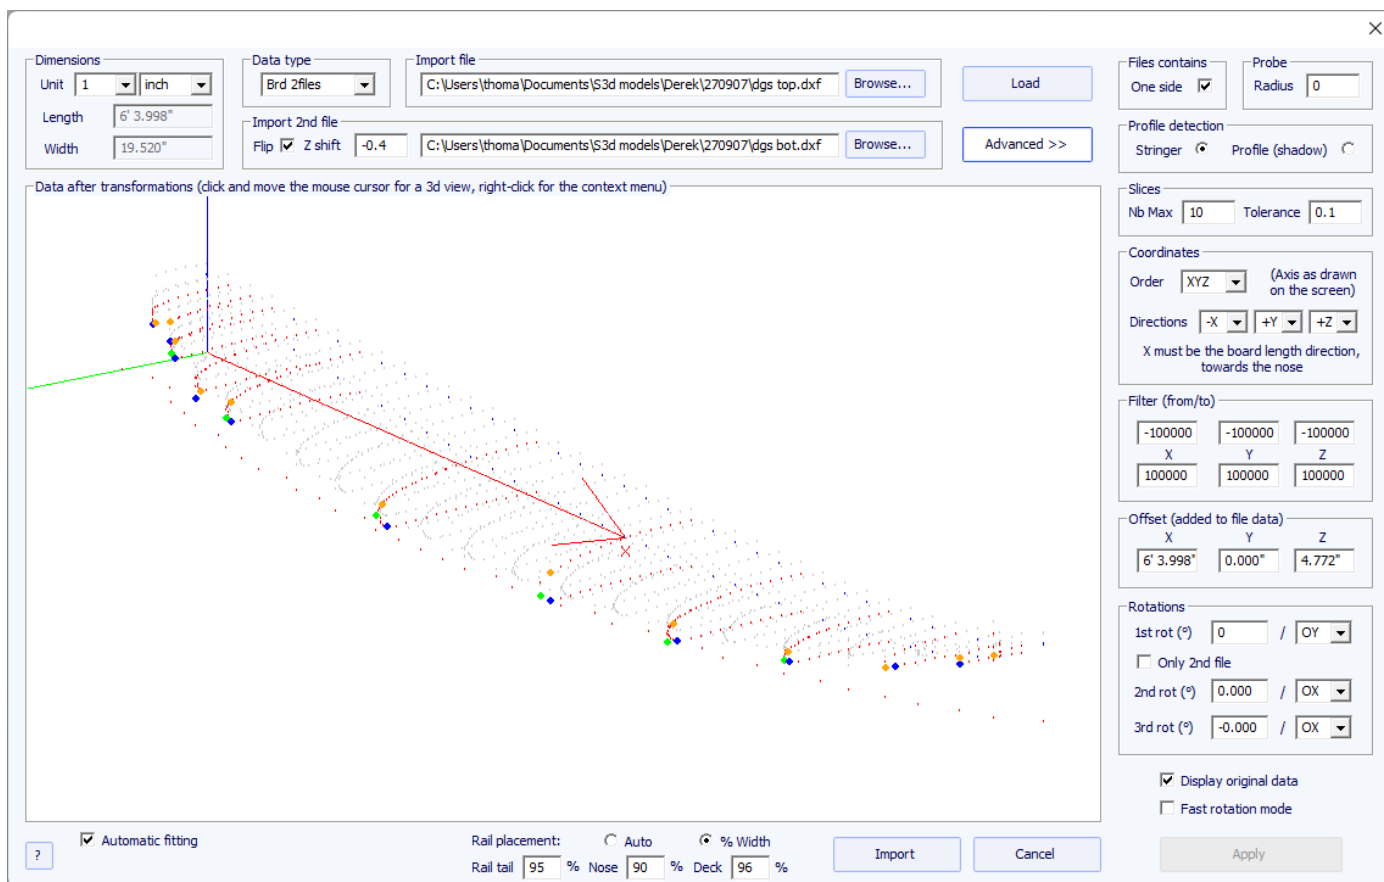 Dimensions
Unit 1 inch
Length 6' 3.998"
Width 19.520"
Data type
Brd 2files
Import file
C:\Users\thoma\Documents\S3d models\Derek\270907\dgs top.dxf Browse...
Import 2nd file
Flip Z shift -0.4 C:\Users\thoma\Documents\S3d models\Derek\270907\dgs bot.dxf Browse...
Load
Advanced >>
Files contains
One side
Probe
Radius 0
Profile detection
Stringer Profile (shadow)
Slices
Nb Max 10 Tolerance 0.1
Coordinates
Order XYZ (Axis as drawn
on the screen)
Directions -X +Y +Z
X must be the board length direction,
towards the nose
Filter (from/to)
-100000 -100000 -100000
X Y Z
100000 100000 100000
Offset (added to file data)
X Y Z
6' 3.998" 0.000" 4.772"
Rotations
1st rot (°) 0 / OY
Only 2nd file
2nd rot (°) 0.000 / OX
3rd rot (°) -0.000 / OX
Display original data
Fast rotation mode
Apply
Data after transformations (click and move the mouse cursor for a 3d view, right-click for the context menu)
X
? Automatic fitting
Rail placement: Auto % Width
Rail tail 95 % Nose 90 % Deck 96 %
Import
Cancel